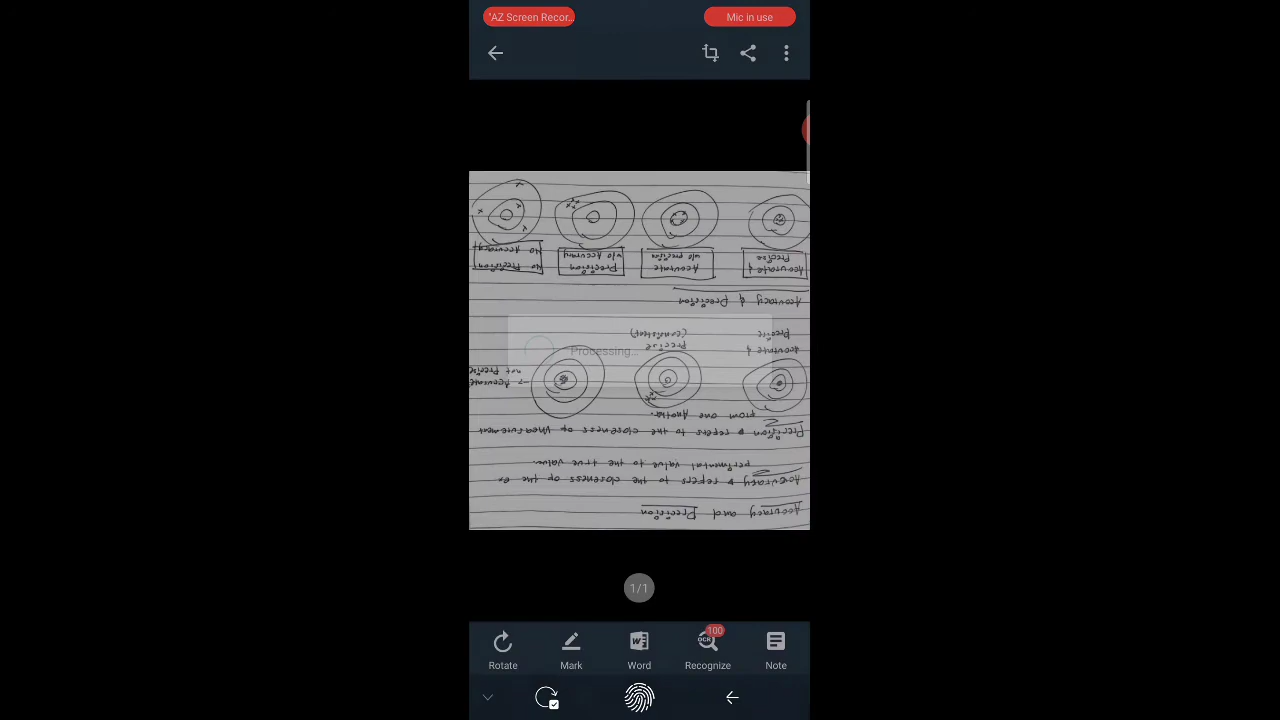 "AZ Screen Recor...
Mic in use
Accuracy and Precision
Accuracy refers to the closeness of the ex
perimental value to the true value.
Precision refers to the closeness of Measurement
from one Another.
Accurate &
Precise
Precise
(consistent)
→ Accurate
not Precise
Accuracy & Precision
Accurate &
Precise
Accurate
w/o precision
Precision
w/o Accuracy
No Precision
No Accuracy
Processing...
1/1
100
OCR
W
Rotate
Mark
Word
Recognize
Note